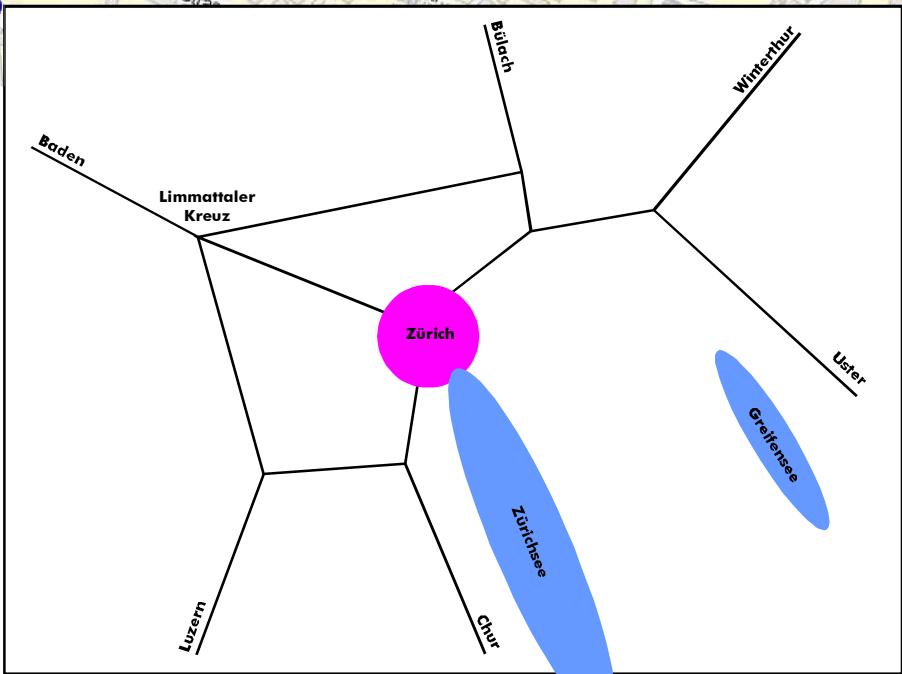 Bülach
Winterthur
Baden
Limmattaler
Kreuz
Zürich
Uster
Greifensee
Zürichsee
Luzern
Chur